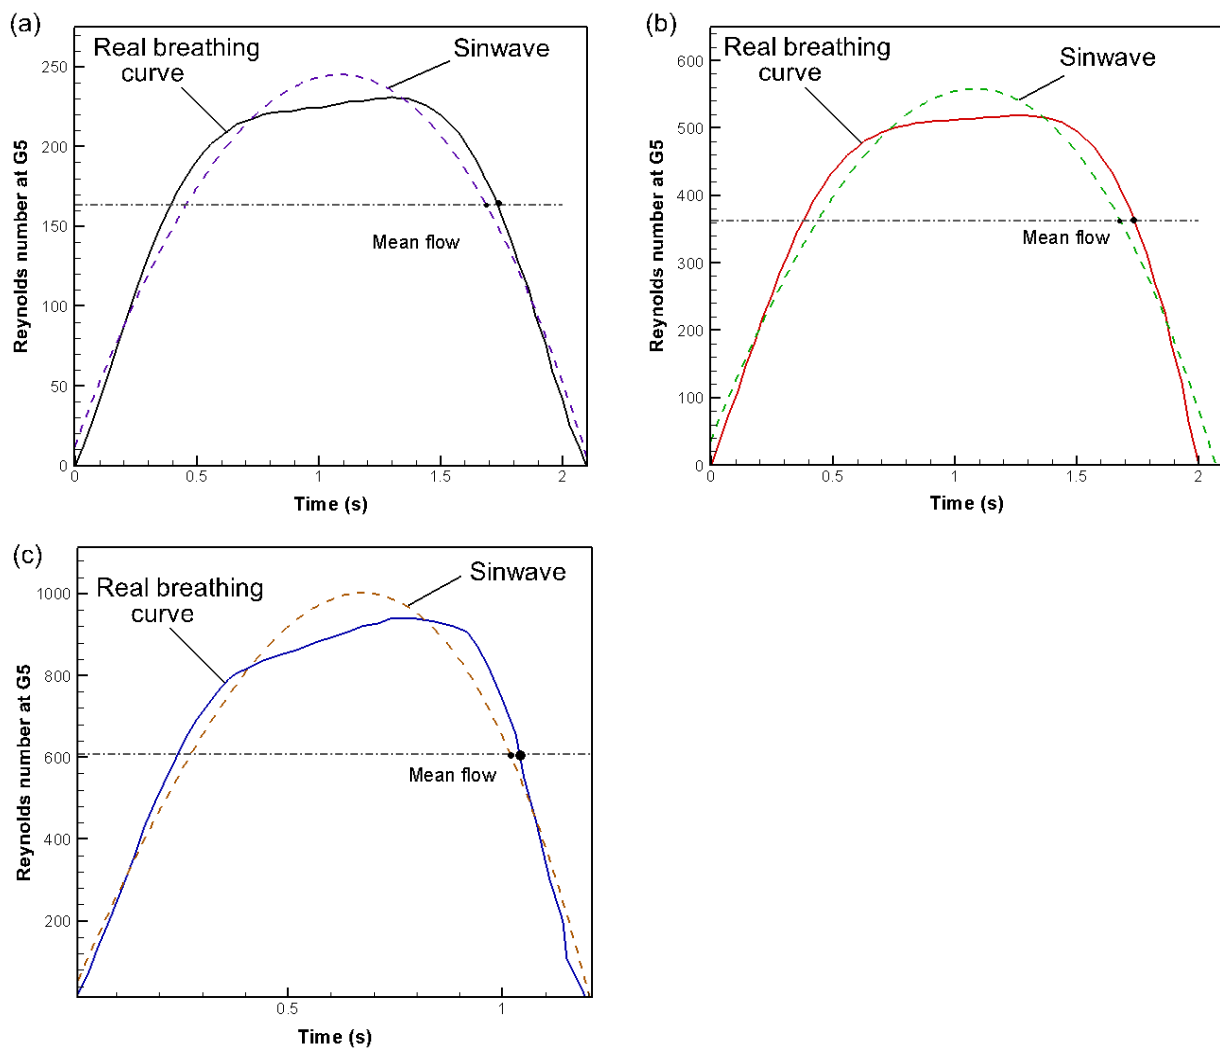 (a)
Real breathing
curve
Sinwave
250
200
150
100
50
0
Mean flow
Reynolds number at G5
0
0.5
1
1.5
2
Time (s)
(b)
Real breathing
curve
Sinwave
600
500
400
300
200
100
0
Mean flow
Reynolds number at G5
0
0.5
1
1.5
2
Time (s)
(c)
Real breathing
curve
Sinwave
1000
800
600
400
200
Mean flow
Reynolds number at G5
0.5
1
Time (s)